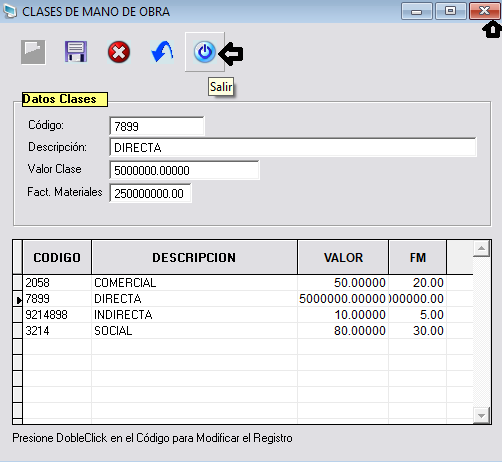 CLASES DE MANO DE OBRA
Salir
Datos Clases
Código: 7899
Descripción: DIRECTA
Valor Clase 5000000.00000
Fact. Materiales 250000000.00
CODIGO DESCRIPCION VALOR FM
2058 COMERCIAL 50.00000 20.00
7899 DIRECTA 5000000.00000 000000.00
9214898 INDIRECTA 10.00000 5.00
3214 SOCIAL 80.00000 30.00
Presione DobleClick en el Código para Modificar el Registro